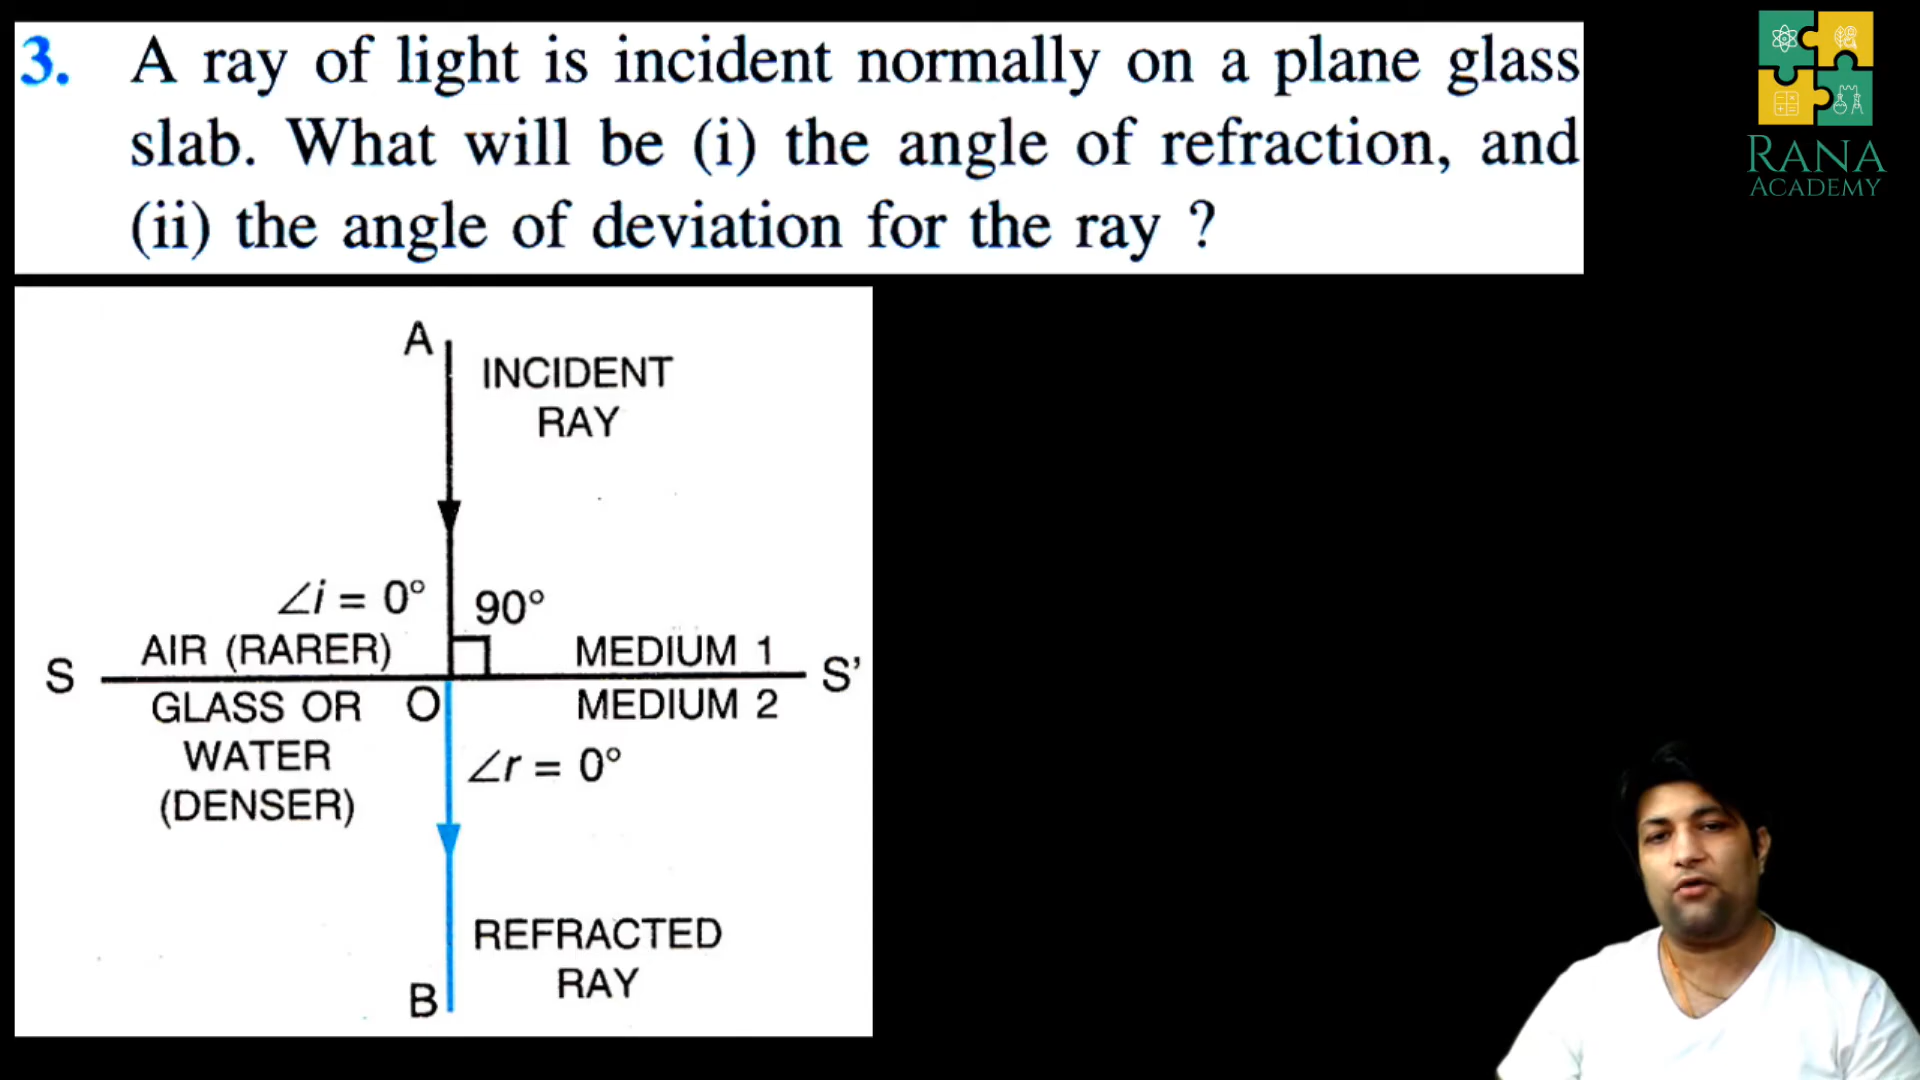 3. A ray of light is incident normally on a plane glass
slab. What will be (i) the angle of refraction, and
(ii) the angle of deviation for the ray ?
RANA
ACADEMY
A
INCIDENT
RAY
∠i = 0°
90°
AIR (RARER)
MEDIUM 1
S
S'
GLASS OR
WATER
(DENSER)
O
MEDIUM 2
∠r = 0°
REFRACTED
RAY
B